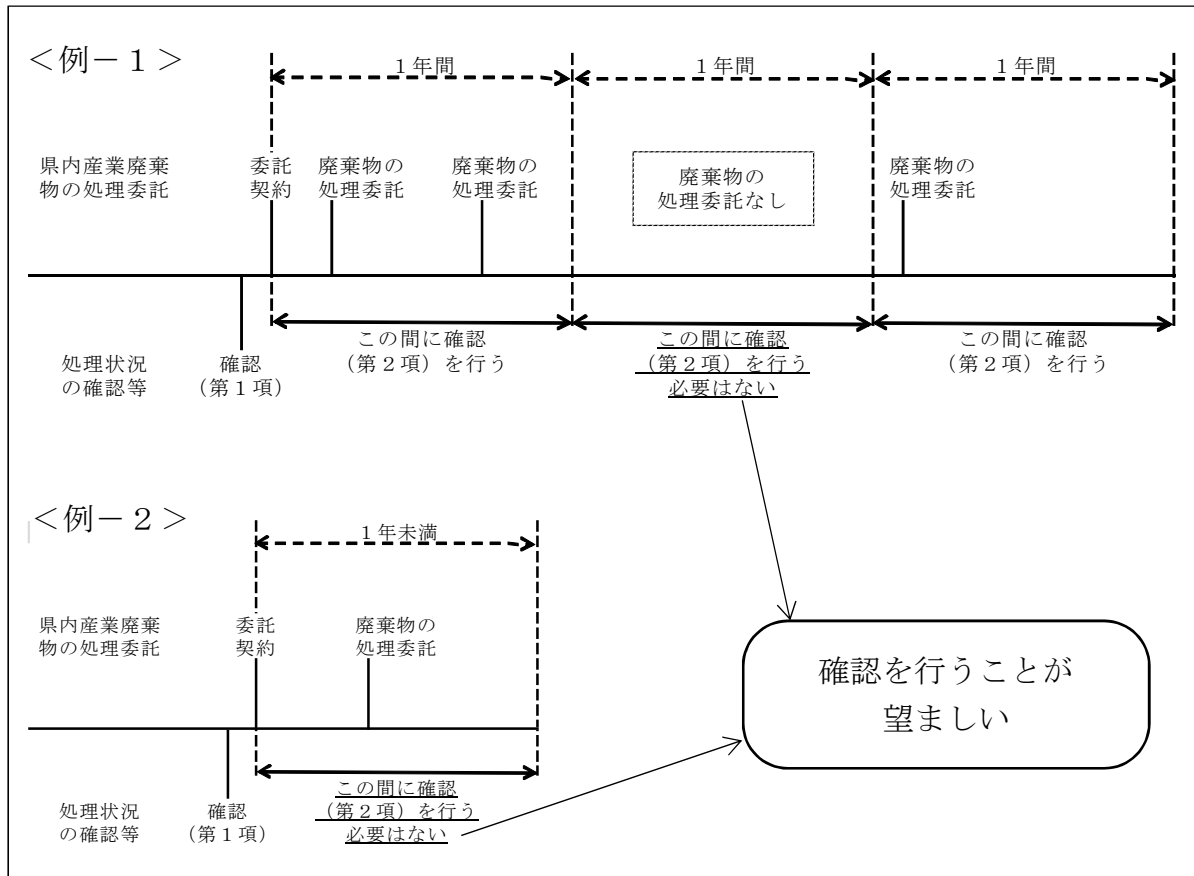 ＜例－１＞
１年間
１年間
１年間
県内産業廃棄
物の処理委託
委託
契約
廃棄物の
処理委託
廃棄物の
処理委託
廃棄物の
処理委託なし
廃棄物の
処理委託
処理状況
の確認等
確認
（第１項）
この間に確認
（第２項）を行う
この間に確認
（第２項）を行う
必要はない
この間に確認
（第２項）を行う
＜例－２＞
１年未満
県内産業廃棄
物の処理委託
委託
契約
廃棄物の
処理委託
確認を行うことが
望ましい
処理状況
の確認等
確認
（第１項）
この間に確認
（第２項）を行う
必要はない